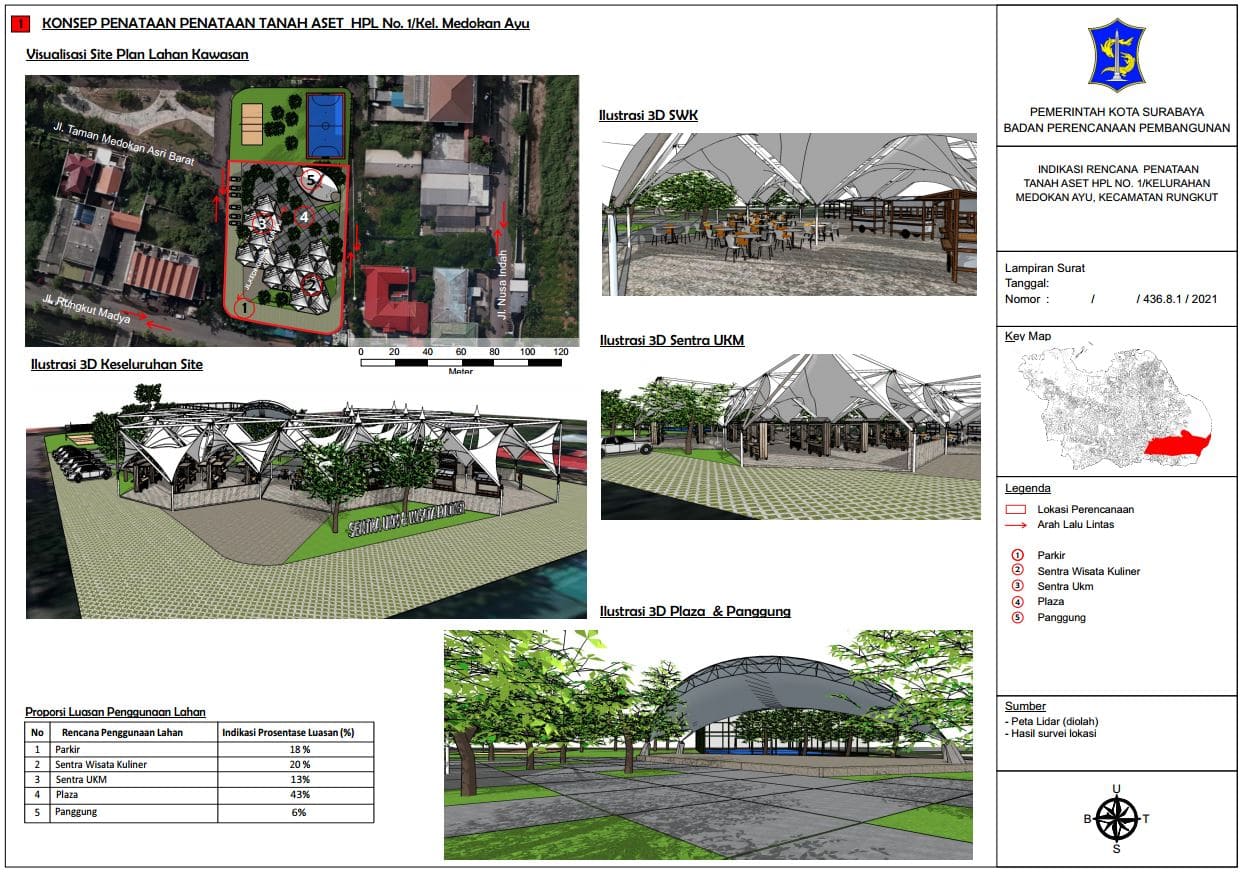 1 KONSEP PENATAAN PENATAAN TANAH ASET HPL No. 1/Kel. Medokan Ayu
Visualisasi Site Plan Lahan Kawasan
Jl. Taman Medokan Asri Barat
Jl. Rungkut Madya
Jl. Nusa Indah
1
2
3
4
5
0 20 40 60 80 100 120
Meter
Ilustrasi 3D Keseluruhan Site
SENTRA UKM & WISATA KULINER
Ilustrasi 3D SWK
Ilustrasi 3D Sentra UKM
Ilustrasi 3D Plaza & Panggung
Proporsi Luasan Penggunaan Lahan
No Rencana Penggunaan Lahan Indikasi Prosentase Luasan (%)
1 Parkir 18 %
2 Sentra Wisata Kuliner 20 %
3 Sentra UKM 13%
4 Plaza 43%
5 Panggung 6%
PEMERINTAH KOTA SURABAYA
BADAN PERENCANAAN PEMBANGUNAN
INDIKASI RENCANA PENATAAN
TANAH ASET HPL NO. 1/KELURAHAN
MEDOKAN AYU, KECAMATAN RUNGKUT
Lampiran Surat
Tanggal:
Nomor : / / 436.8.1 / 2021
Key Map
Legenda
Lokasi Perencanaan
Arah Lalu Lintas
1 Parkir
2 Sentra Wisata Kuliner
3 Sentra Ukm
4 Plaza
5 Panggung
Sumber
- Peta Lidar (diolah)
- Hasil survei lokasi
U
B T
S